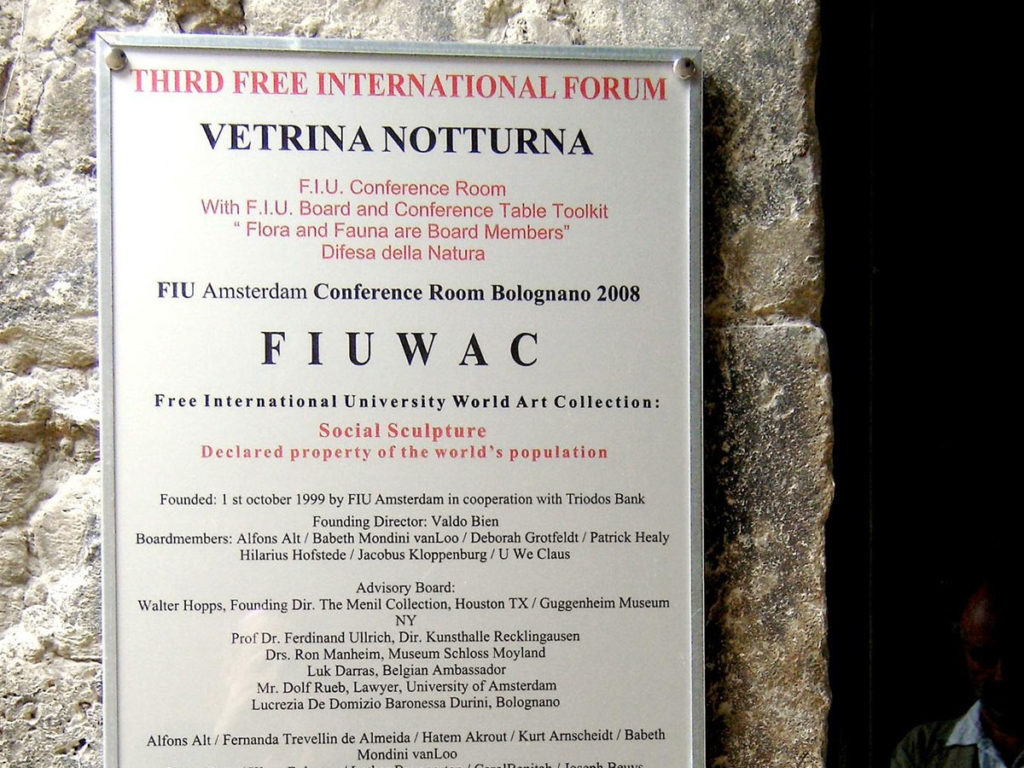 THIRD FREE INTERNATIONAL FORUM
VETRINA NOTTURNA
F.I.U. Conference Room
With F.I.U. Board and Conference Table Toolkit
“ Flora and Fauna are Board Members”
Difesa della Natura
FIU Amsterdam Conference Room Bolognano 2008
F I U W A C
Free International University World Art Collection:
Social Sculpture
Declared property of the world’s population
Founded: 1 st october 1999 by FIU Amsterdam in cooperation with Triodos Bank
Founding Director: Valdo Bien
Boardmembers: Alfons Alt / Babeth Mondini vanLoo / Deborah Grotfeldt / Patrick Healy
Hilarius Hofstede / Jacobus Kloppenburg / U We Claus
Advisory Board:
Walter Hopps, Founding Dir. The Menil Collection, Houston TX / Guggenheim Museum
NY
Prof Dr. Ferdinand Ullrich, Dir. Kunsthalle Recklingausen
Drs. Ron Manheim, Museum Schloss Moyland
Luk Darras, Belgian Ambassador
Mr. Dolf Rueb, Lawyer, University of Amsterdam
Lucrezia De Domizio Baronessa Durini, Bolognano
Alfons Alt / Fernanda Trevellin de Almeida / Hatem Akrout / Kurt Arnscheidt / Babeth
Mondini vanLoo
/ Joseph Beuys